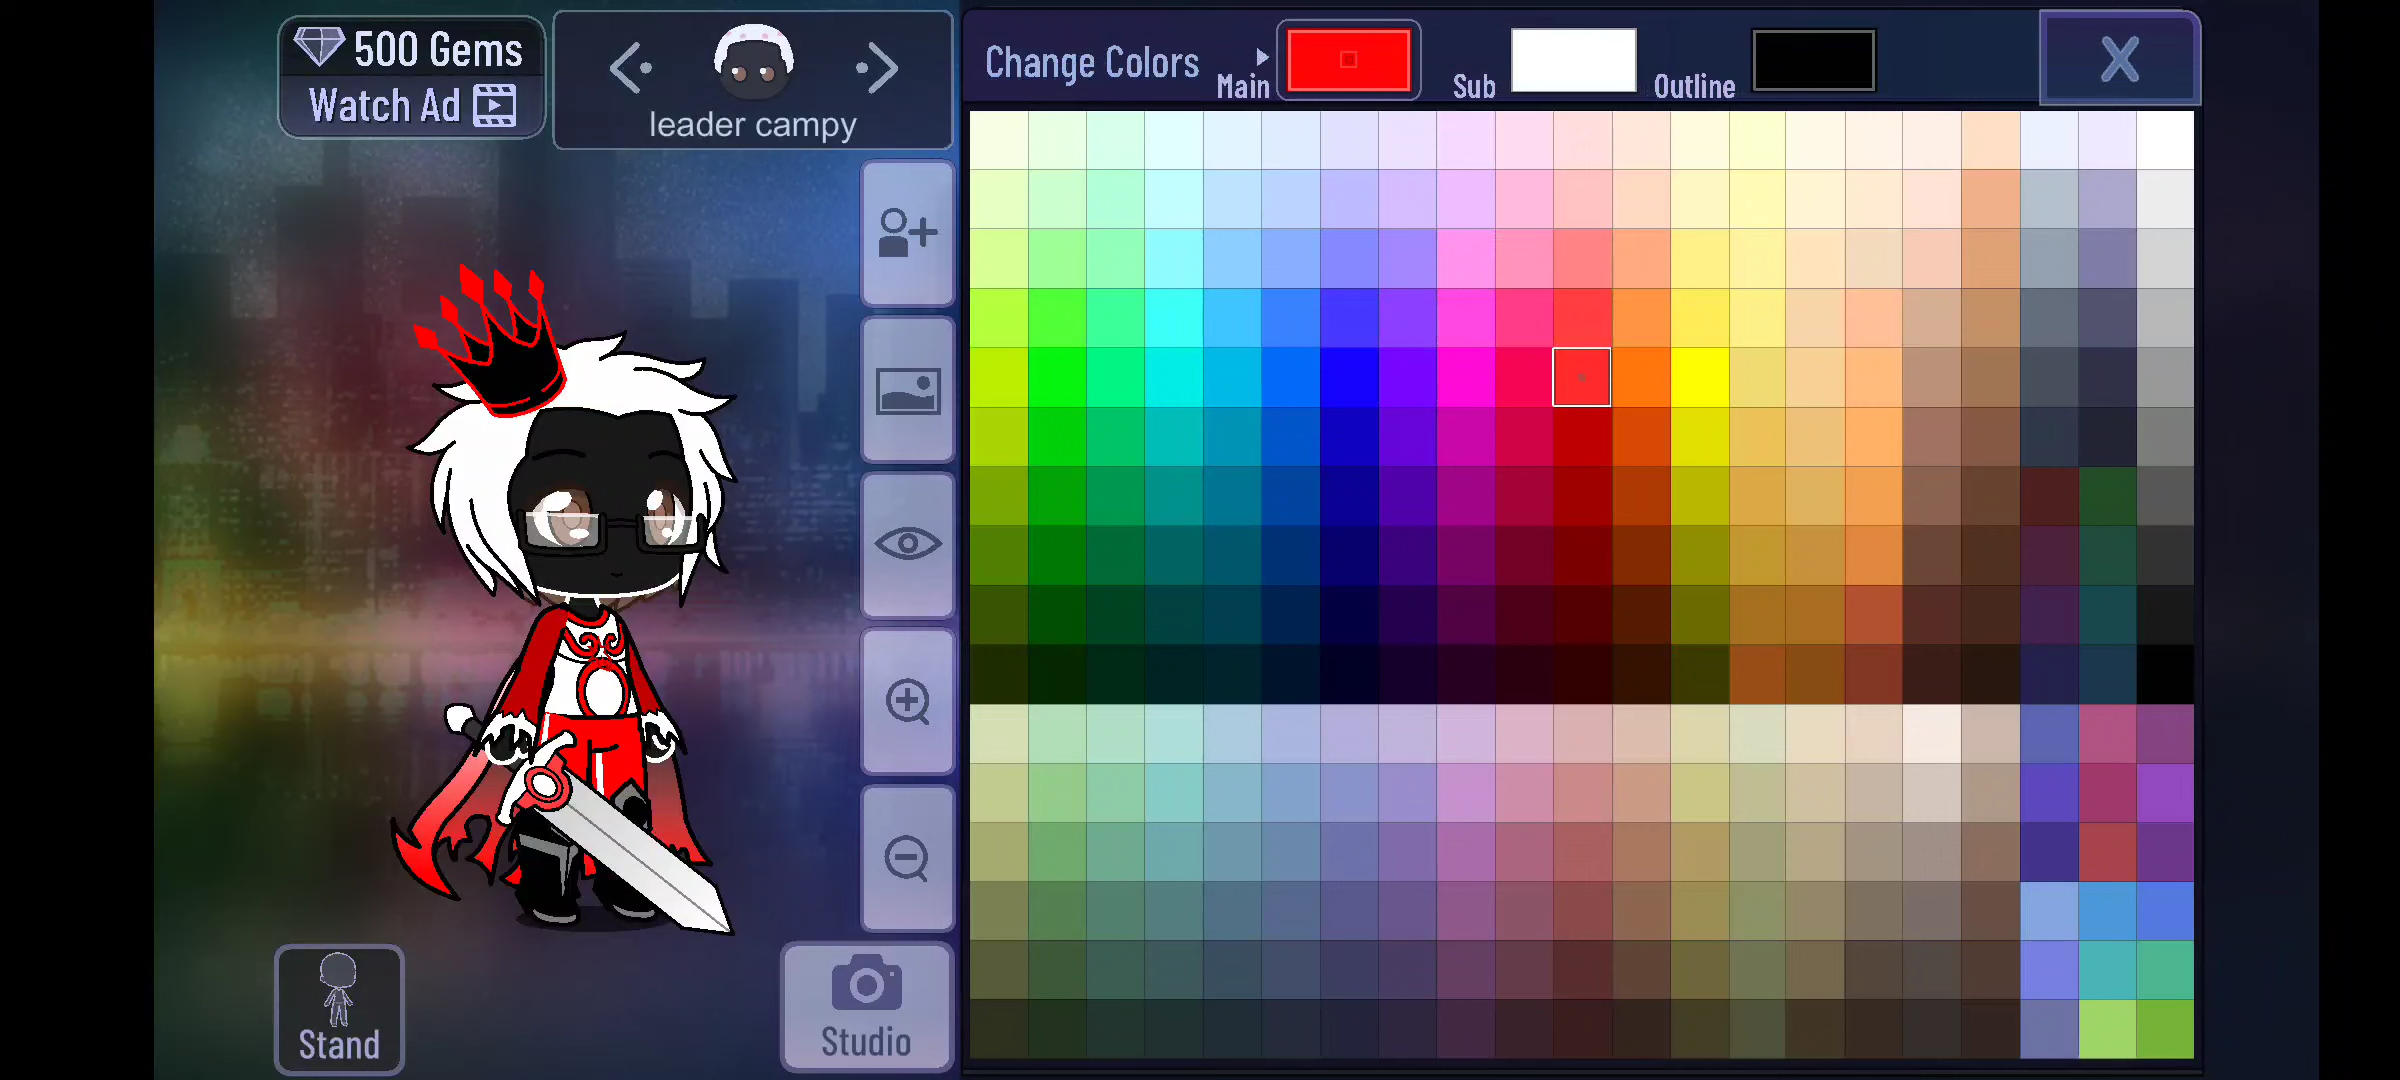 500 Gems
Watch Ad
leader campy
Change Colors
Main
Sub
Outline
X
Stand
Studio